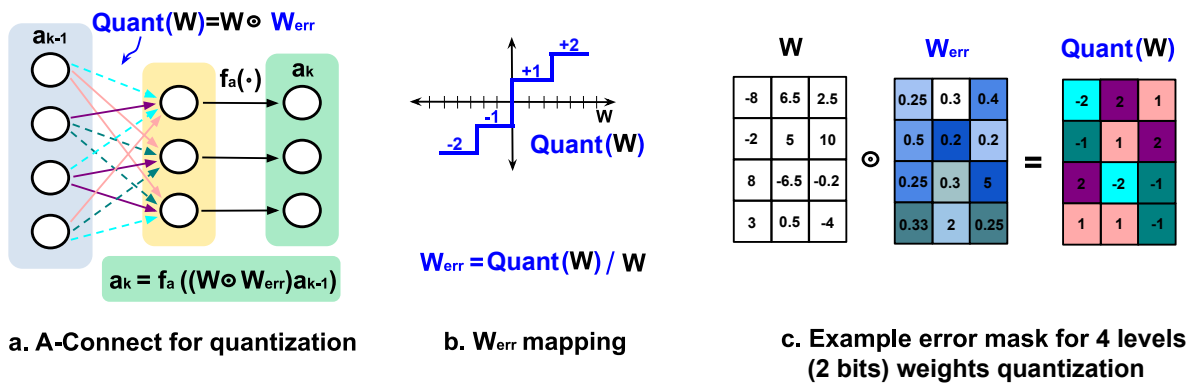 Quant(W)=W⊙ Werr
ak-1
fa(·)
ak
ak = fa ((W⊙ Werr)ak-1)
a. A-Connect for quantization
+2
+1
W
-1
-2
Quant(W)
Werr = Quant(W) / W
b. Werr mapping
W Werr Quant(W)
-8 6.5 2.5 0.25 0.3 0.4 -2 2 1
-2 5 10 0.5 0.2 0.2 -1 1 2
⊙ =
8 -6.5 -0.2 0.25 0.3 5 2 -2 -1
3 0.5 -4 0.33 2 0.25 1 1 -1
c. Example error mask for 4 levels
(2 bits) weights quantization